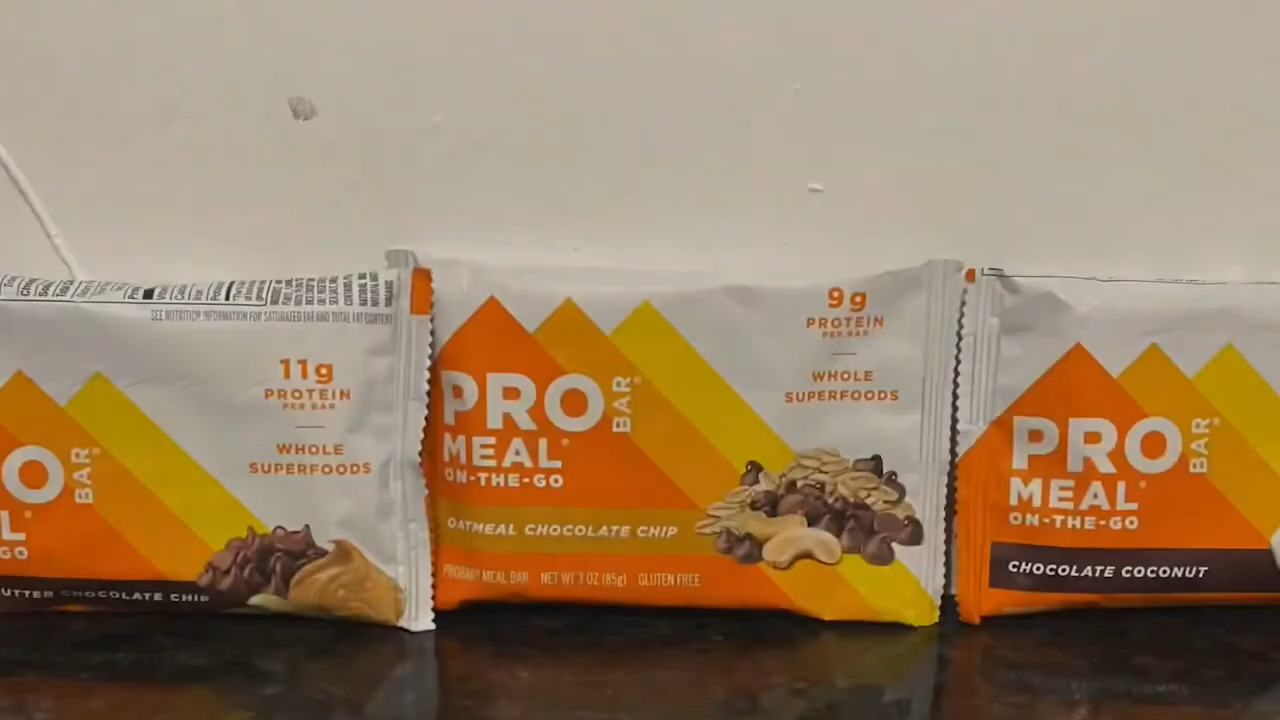 SEE NUTRITION INFORMATION FOR SATURATED FAT AND TOTAL FAT CONTENT
11g
PROTEIN
PER BAR
WHOLE
SUPERFOODS
O BAR®
L®
GO
UTTER CHOCOLATE CHIP
PRO BAR®
MEAL®
ON-THE-GO
OATMEAL CHOCOLATE CHIP
PROBAR MEAL BAR NET WT 3 OZ (85g) GLUTEN FREE
9g
PROTEIN
PER BAR
WHOLE
SUPERFOODS
PRO BAR®
MEAL®
ON-THE-GO
CHOCOLATE COCONUT